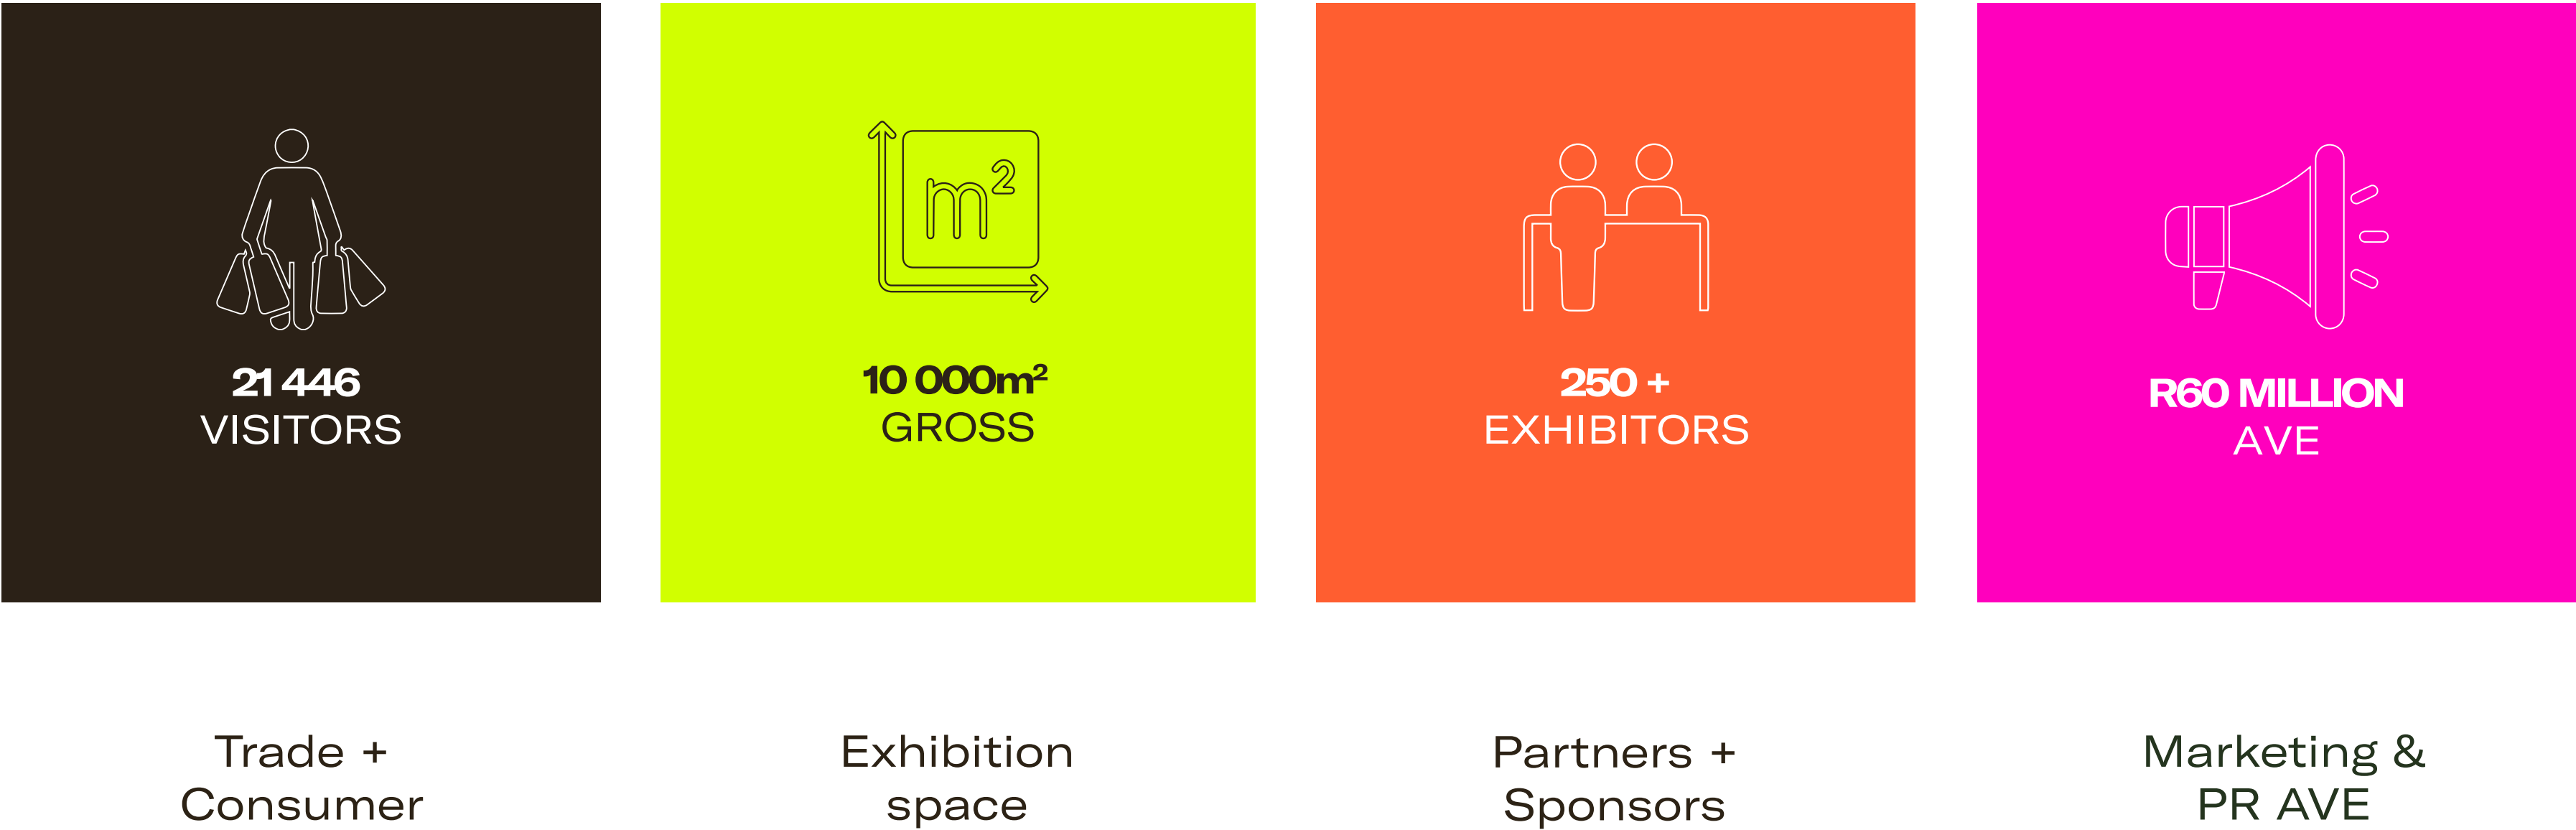 m²
21 446
VISITORS
10 000m²
GROSS
250 +
EXHIBITORS
R60 MILLION
AVE
Trade +
Consumer
Exhibition
space
Partners +
Sponsors
Marketing &
PR AVE